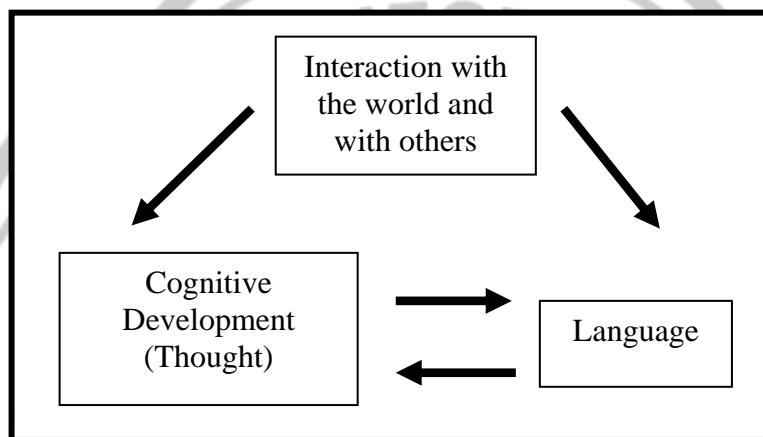 Interaction with
the world and
with others
Cognitive
Development
(Thought)
Language